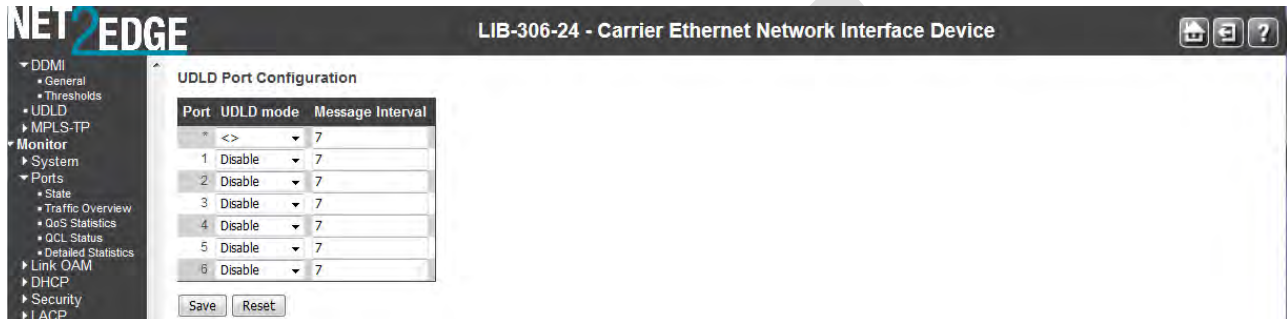 NET2EDGE
LIB-306-24 - Carrier Ethernet Network Interface Device
?
DDMI
General
Thresholds
UDLD
MPLS-TP
Monitor
System
Ports
State
Traffic Overview
QoS Statistics
QCL Status
Detailed Statistics
Link OAM
DHCP
Security
LACP
UDLD Port Configuration
Port UDLD mode Message Interval
* <> 7
1 Disable 7
2 Disable 7
3 Disable 7
4 Disable 7
5 Disable 7
6 Disable 7
Save Reset